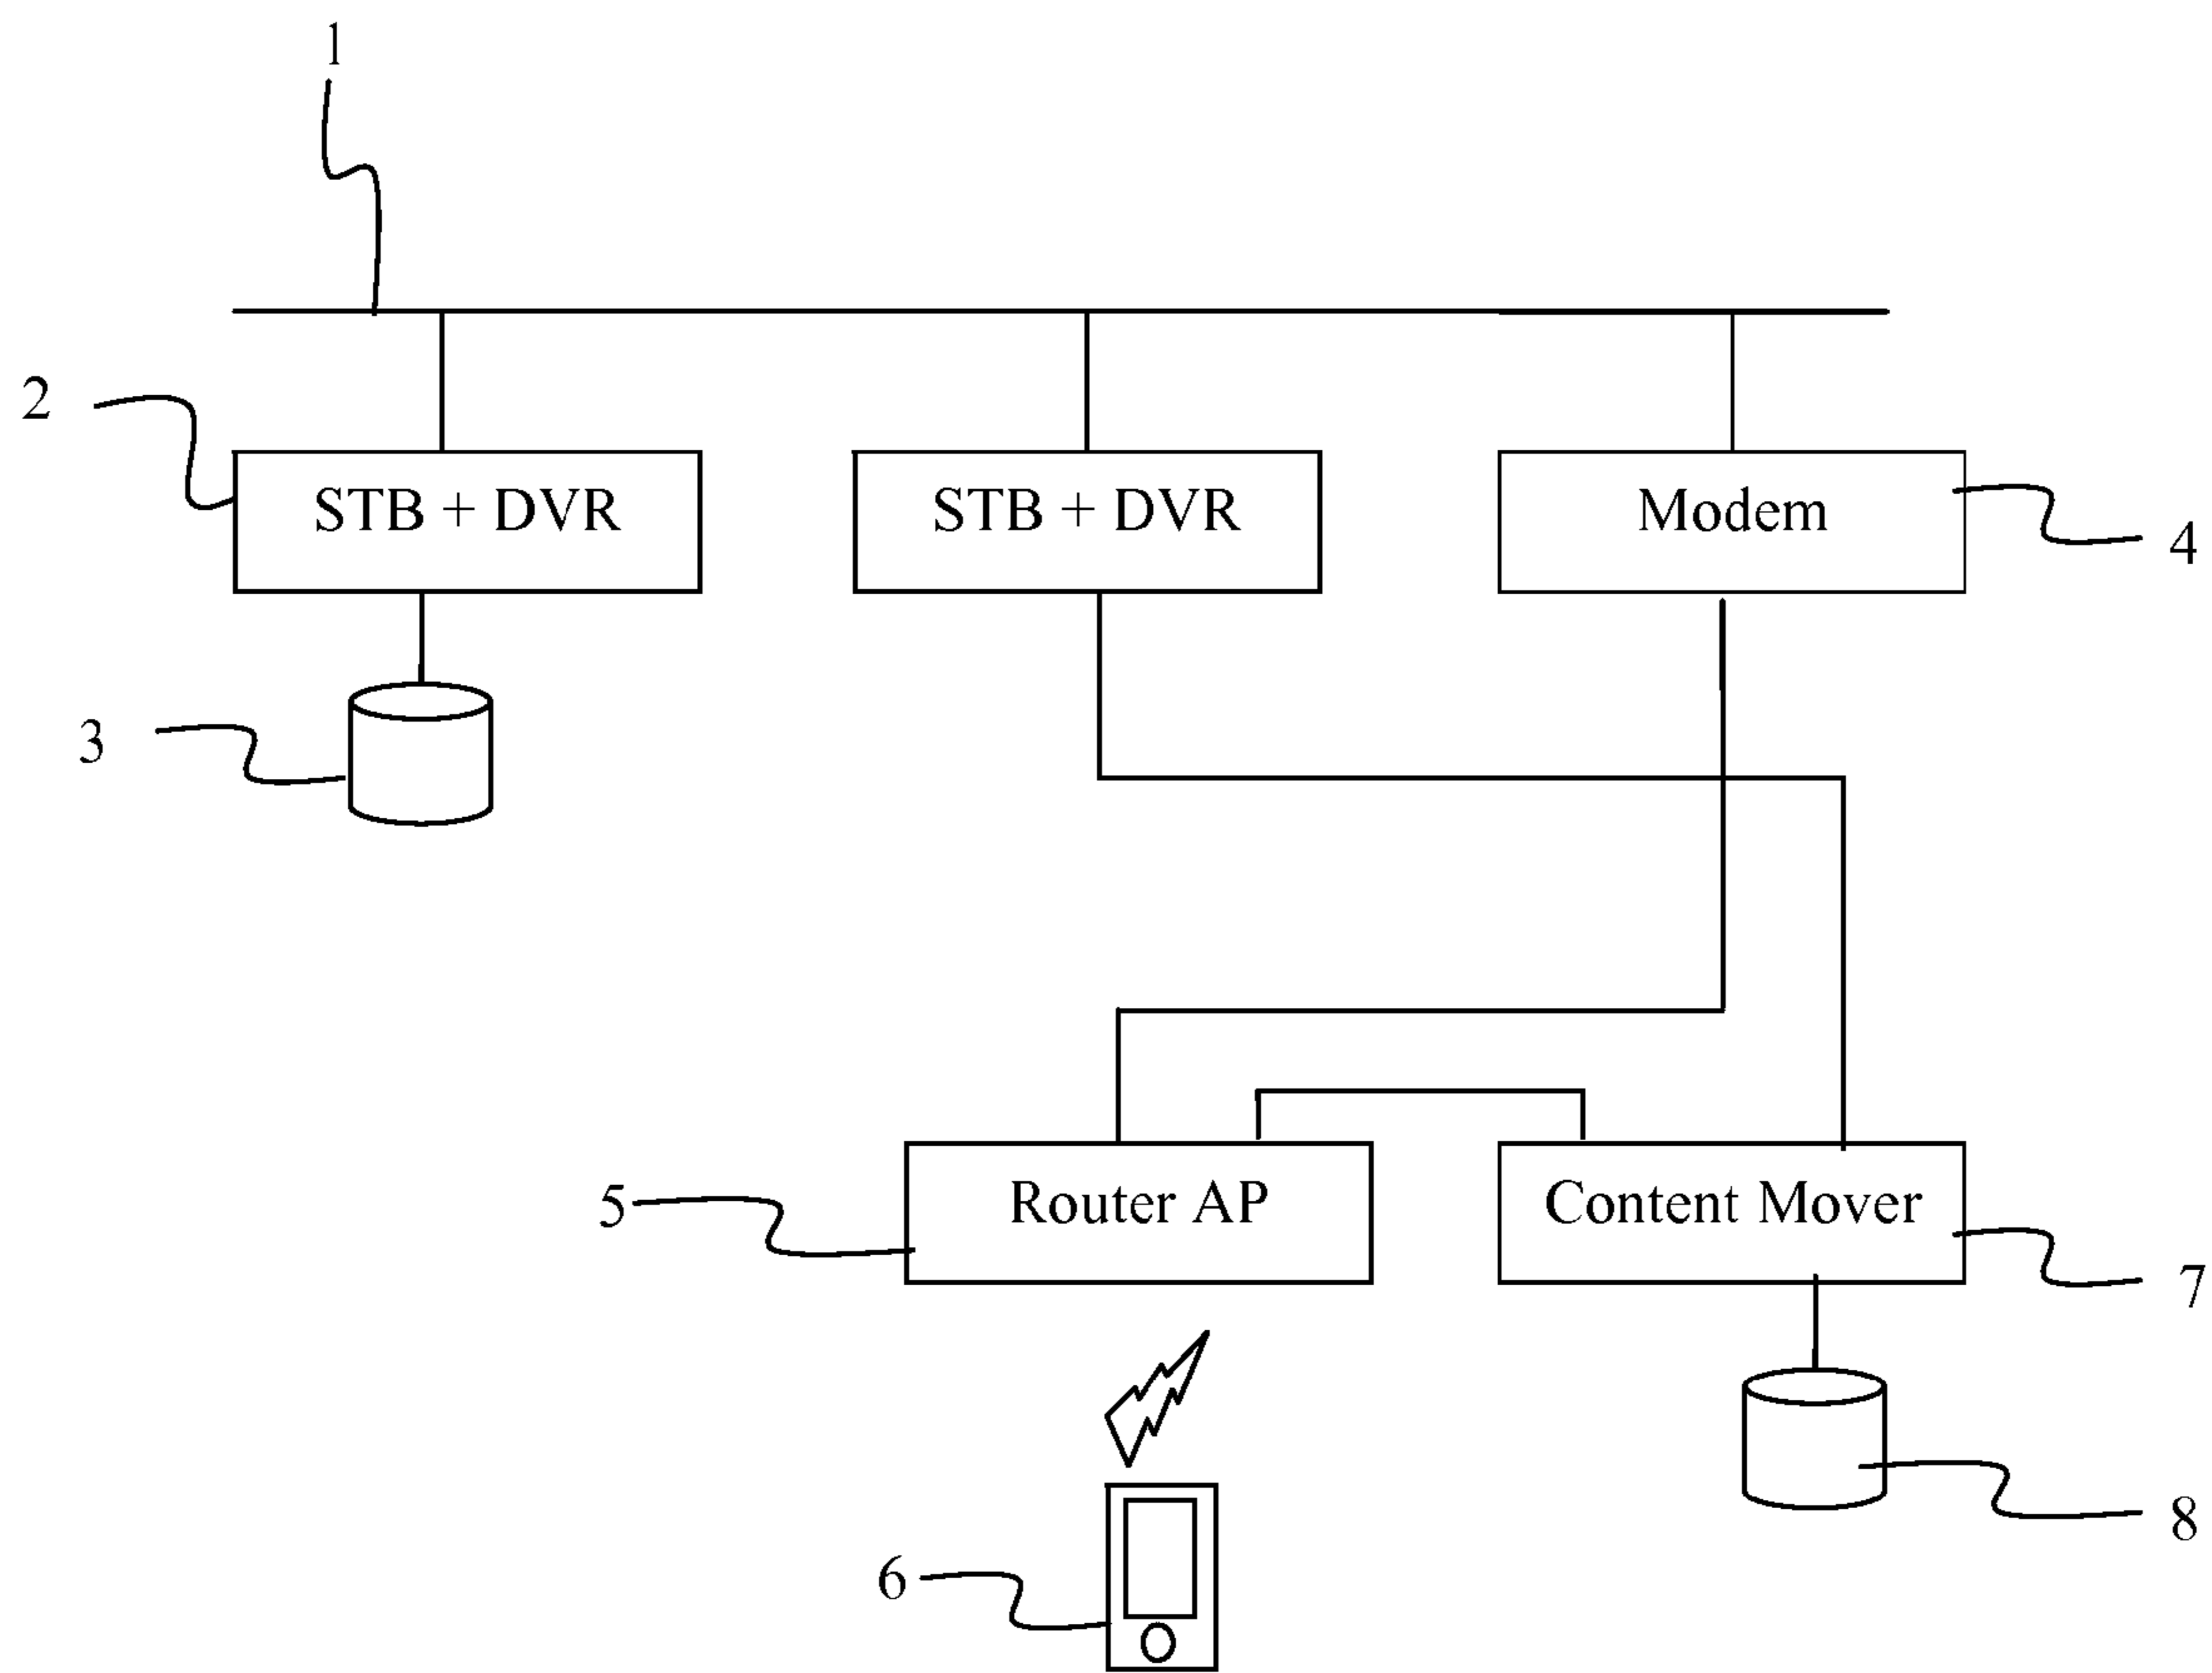 1
2
STB + DVR
STB + DVR
Modem
4
3
5
Router AP
Content Mover
7
8
6